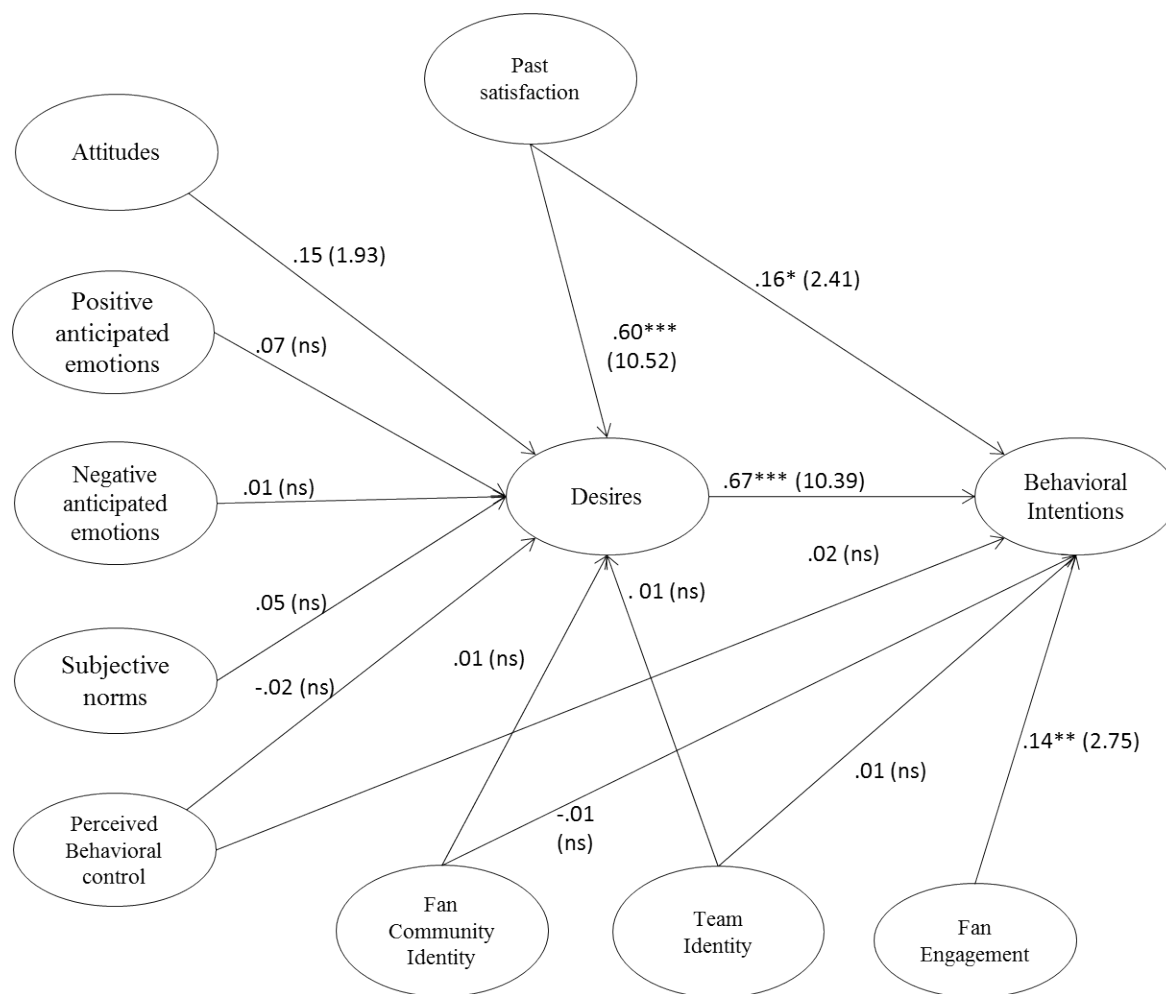 Past
satisfaction
Attitudes
.15 (1.93)
.16* (2.41)
Positive
anticipated
emotions
.07 (ns)
.60***
(10.52)
Negative
anticipated
emotions
.01 (ns)
Desires
.67*** (10.39)
Behavioral
Intentions
.02 (ns)
.05 (ns)
. 01 (ns)
Subjective
norms
.01 (ns)
-.02 (ns)
.14** (2.75)
.01 (ns)
-.01
(ns)
Perceived
Behavioral
control
Fan
Community
Identity
Team
Identity
Fan
Engagement